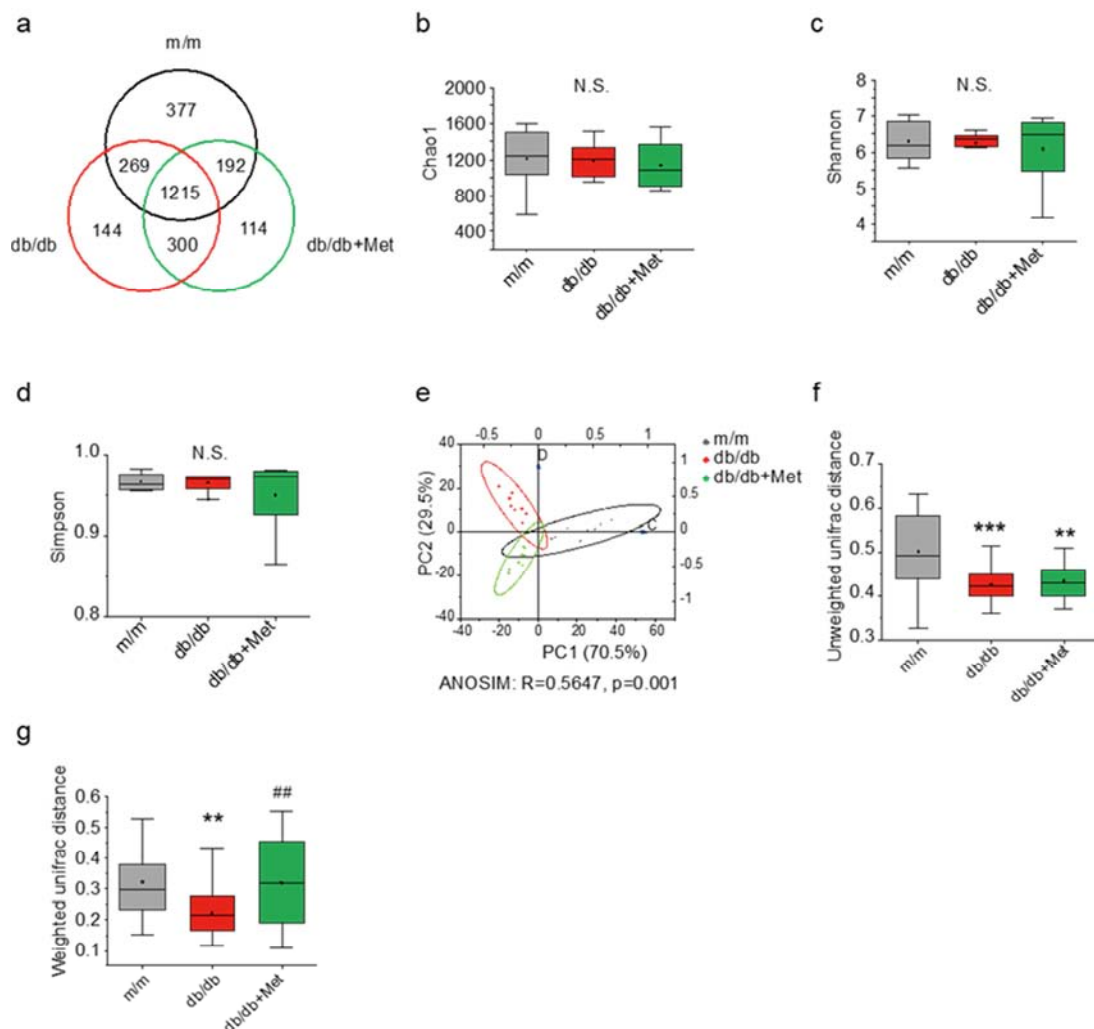 a
m/m
377
269
192
1215
144
300
114
db/db
db/db+Met
b
N.S.
Chao1
2000
1600
1200
800
400
m/m
db/db
db/db+Met
c
N.S.
Shannon
8
7
6
5
4
m/m
db/db
db/db+Met
d
N.S.
Simpson
1.0
0.9
0.8
m/m
db/db
db/db+Met
e
-0.5 0 0.5 1
40
20
0
-20
-40
PC2 (29.5%)
D
C
1
0.5
0
-0.5
-1
-40 -20 0 20 40 60
PC1 (70.5%)
m/m
db/db
db/db+Met
ANOSIM: R=0.5647, p=0.001
f
Unweighted unifrac distance
0.7
0.6
0.5
0.4
0.3
***
**
m/m
db/db
db/db+Met
g
Weighted unifrac distance
0.6
0.5
0.4
0.3
0.2
0.1
**
##
m/m
db/db
db/db+Met